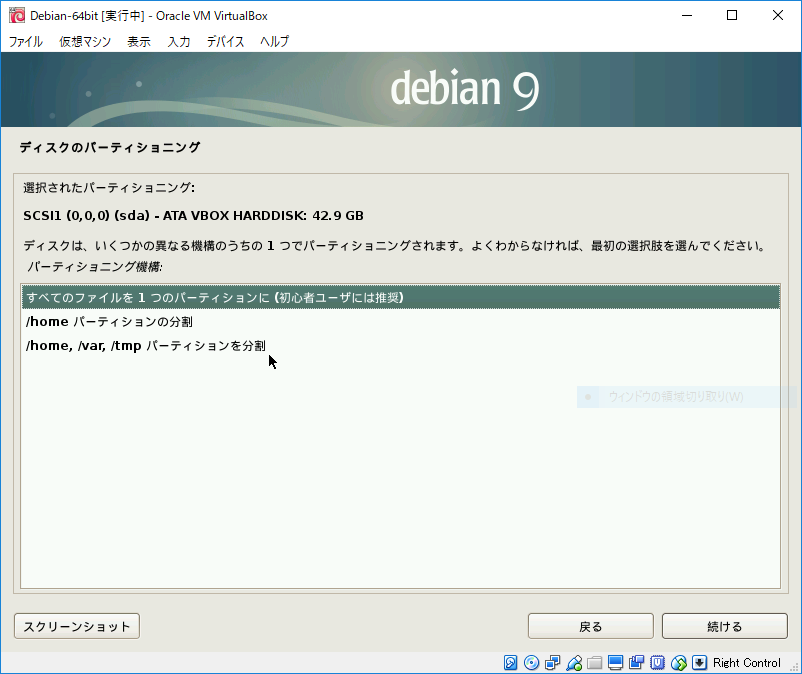 Debian-64bit [実行中] - Oracle VM VirtualBox
ファイル 仮想マシン 表示 入力 デバイス ヘルプ
debian 9
ディスクのパーティショニング
選択されたパーティショニング:
SCSI1 (0,0,0) (sda) - ATA VBOX HARDDISK: 42.9 GB
ディスクは、いくつかの異なる機構のうちの 1 つでパーティショニングされます。よくわからなければ、最初の選択肢を選んでください。
パーティショニング機構:
すべてのファイルを 1 つのパーティションに (初心者ユーザには推奨)
/home パーティションの分割
/home, /var, /tmp パーティションを分割
ウィンドウの領域切り取り(W)
スクリーンショット 戻る 続ける
Right Control